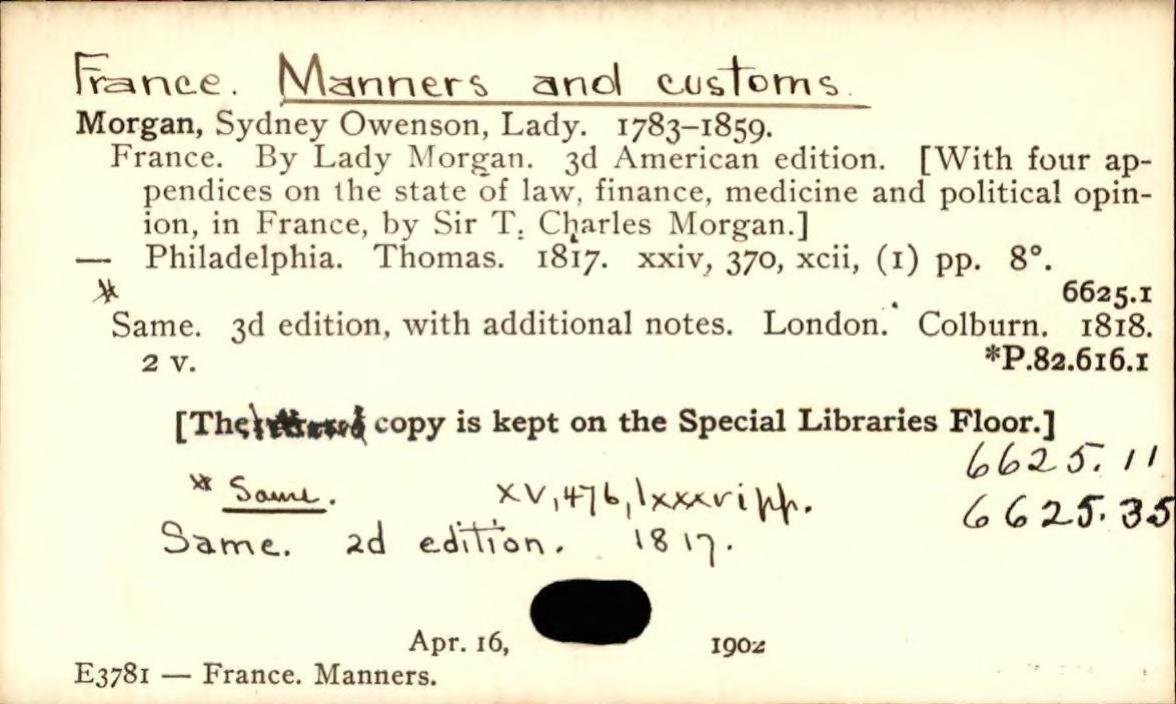 France. Manners and customs.
Morgan, Sydney Owenson, Lady. 1783–1859.
France. By Lady Morgan. 3d American edition. [With four ap-
pendices on the state of law, finance, medicine and political opin-
ion, in France, by Sir T. Charles Morgan.]
— Philadelphia. Thomas. 1817. xxiv, 370, xcii, (1) pp. 8°.
*
6625.1
Same. 3d edition, with additional notes. London. Colburn. 1818.
2 v. *P.82.616.1
[The copy is kept on the Special Libraries Floor.]
6625.11
* Same. xv, 476, lxxxvi pp.
6625.35
Same. 2d edition. 1817.
Apr. 16, 1902
E3781 — France. Manners.